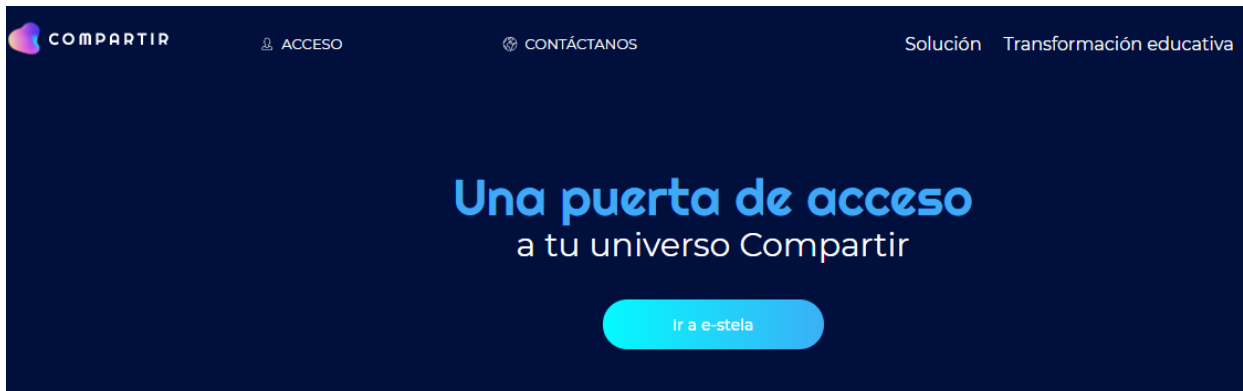 COMPARTIR
ACCESO
CONTÁCTANOS
Solución
Transformación educativa
Una puerta de acceso
a tu universo Compartir
Ir a e-stela